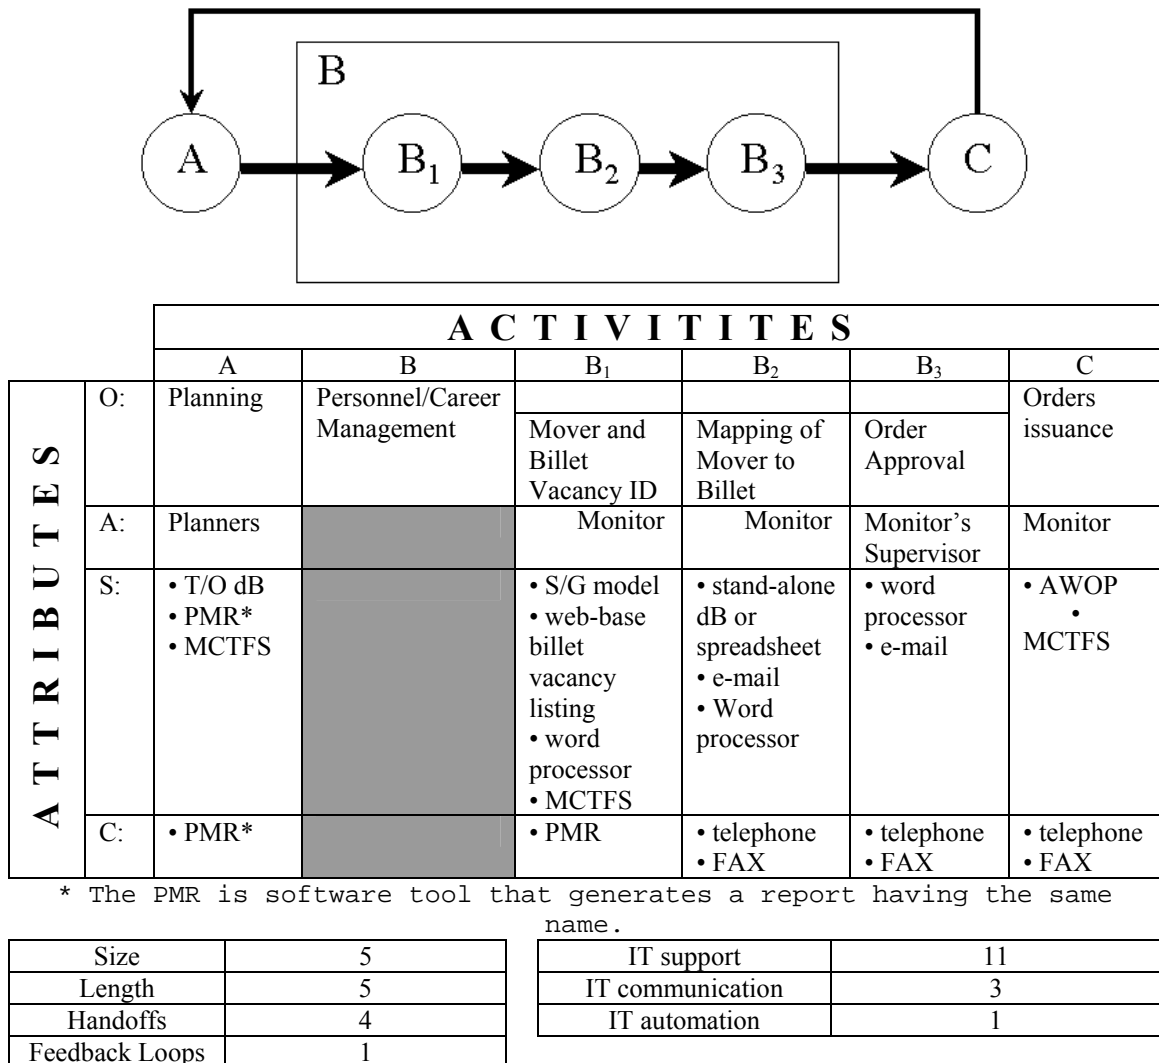 B
A
B₁
B₂
B₃
C
A C T I V I T I T E S
A B B₁ B₂ B₃ C
A T T R I B U T E S
O: Planning Personnel/Career Orders
Management Mover and Mapping of Order issuance
Billet Mover to Approval
Vacancy ID Billet
A: Planners Monitor Monitor Monitor’s Monitor
Supervisor
S: • T/O dB • S/G model • stand-alone • word • AWOP
• PMR* • web-base dB or processor •
• MCTFS billet spreadsheet • e-mail MCTFS
vacancy • e-mail
listing • Word
• word processor
processor
• MCTFS
C: • PMR* • PMR • telephone • telephone • telephone
• FAX • FAX • FAX
* The PMR is software tool that generates a report having the same
name.
Size 5 IT support 11
Length 5 IT communication 3
Handoffs 4 IT automation 1
Feedback Loops 1